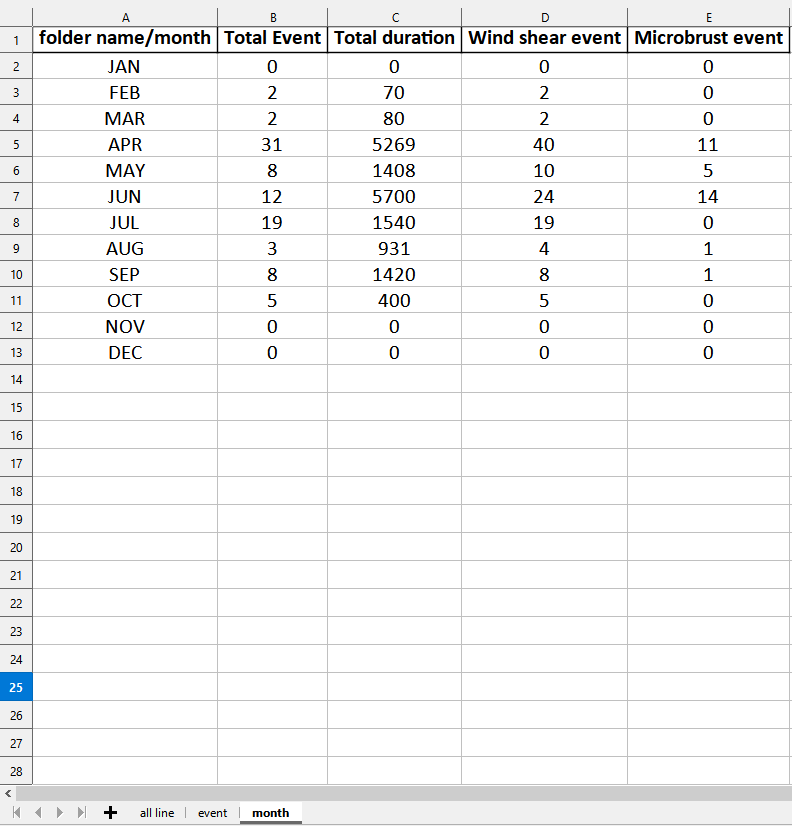 A B C D E
1 folder name/month Total Event Total duration Wind shear event Microbrust event
2 JAN 0 0 0 0
3 FEB 2 70 2 0
4 MAR 2 80 2 0
5 APR 31 5269 40 11
6 MAY 8 1408 10 5
7 JUN 12 5700 24 14
8 JUL 19 1540 19 0
9 AUG 3 931 4 1
10 SEP 8 1420 8 1
11 OCT 5 400 5 0
12 NOV 0 0 0 0
13 DEC 0 0 0 0
14
15
16
17
18
19
20
21
22
23
24
25
26
27
28
all line event month